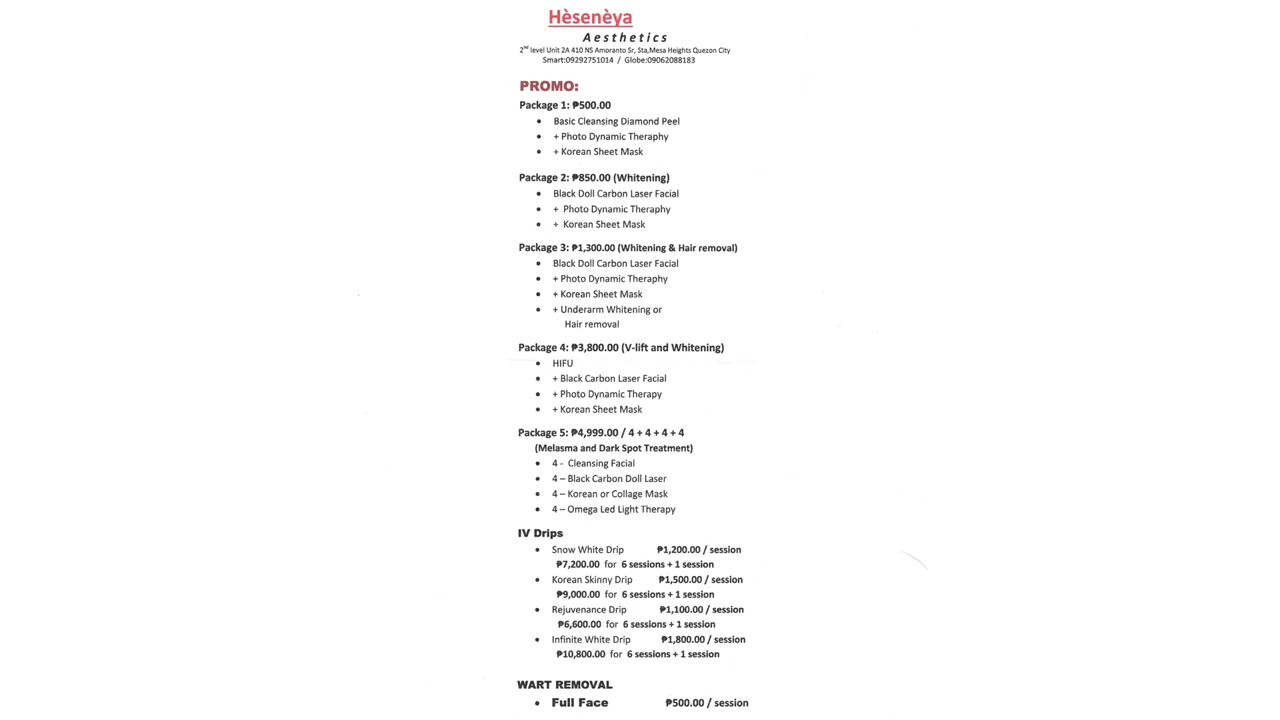 Hèsenèya
Aesthetics
2nd level Unit 2A 410 NS Amoranto Sr, Sta,Mesa Heights Quezon City
Smart:09292751014 / Globe:09062088183
PROMO:
Package 1: ₱500.00
• Basic Cleansing Diamond Peel
• + Photo Dynamic Theraphy
• + Korean Sheet Mask
Package 2: ₱850.00 (Whitening)
• Black Doll Carbon Laser Facial
• + Photo Dynamic Theraphy
• + Korean Sheet Mask
Package 3: ₱1,300.00 (Whitening & Hair removal)
• Black Doll Carbon Laser Facial
• + Photo Dynamic Theraphy
• + Korean Sheet Mask
• + Underarm Whitening or
Hair removal
Package 4: ₱3,800.00 (V-lift and Whitening)
• HIFU
• + Black Carbon Laser Facial
• + Photo Dynamic Therapy
• + Korean Sheet Mask
Package 5: ₱4,999.00 / 4 + 4 + 4 + 4
(Melasma and Dark Spot Treatment)
• 4 - Cleansing Facial
• 4 – Black Carbon Doll Laser
• 4 – Korean or Collage Mask
• 4 – Omega Led Light Therapy
IV Drips
• Snow White Drip ₱1,200.00 / session
₱7,200.00 for 6 sessions + 1 session
• Korean Skinny Drip ₱1,500.00 / session
₱9,000.00 for 6 sessions + 1 session
• Rejuvenance Drip ₱1,100.00 / session
₱6,600.00 for 6 sessions + 1 session
• Infinite White Drip ₱1,800.00 / session
₱10,800.00 for 6 sessions + 1 session
WART REMOVAL
• Full Face ₱500.00 / session